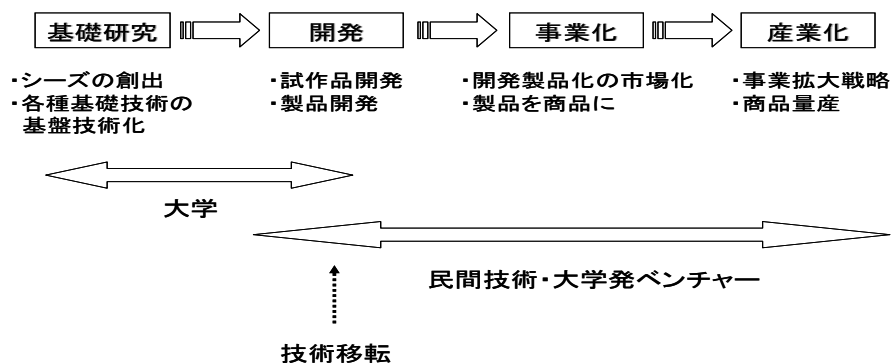 基礎研究
開発
事業化
産業化
・シーズの創出
・各種基礎技術の
基盤技術化
・試作品開発
・製品開発
・開発製品化の市場化
・製品を商品に
・事業拡大戦略
・商品量産
大学
民間技術・大学発ベンチャー
技術移転